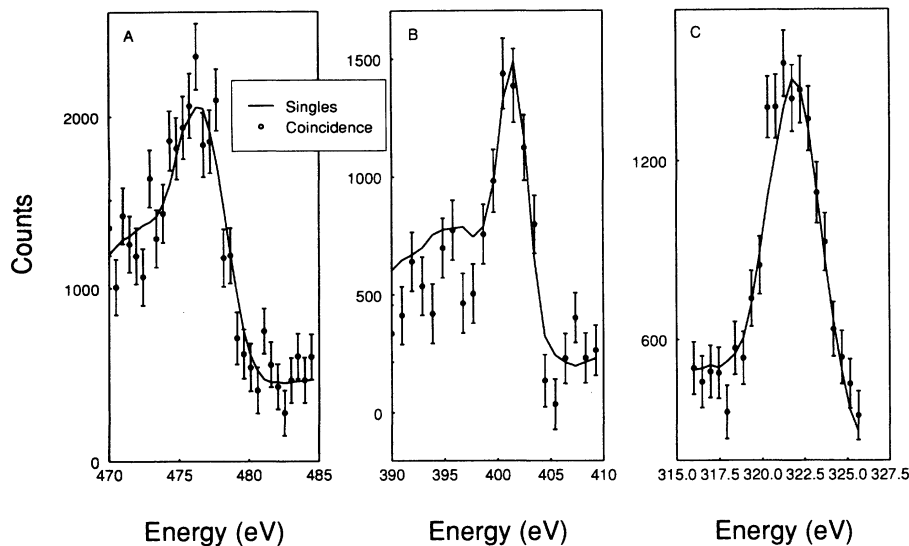 A
B
C
Singles
Coincidence
Counts
2000
1000
0
1500
1000
500
0
1200
600
470 475 480 485
390 395 400 405 410
315.0 317.5 320.0 322.5 325.0 327.5
Energy (eV)
Energy (eV)
Energy (eV)